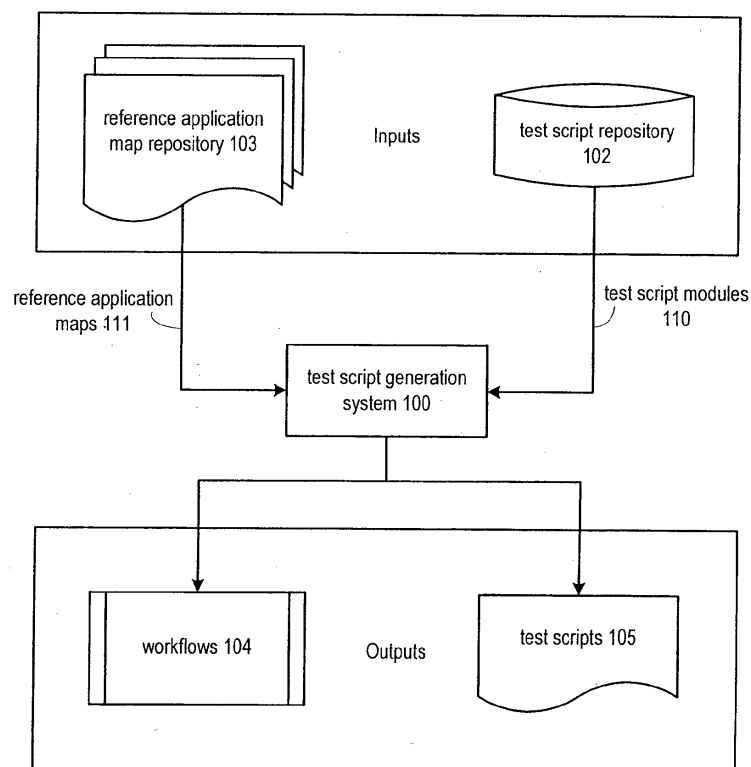 reference application
map repository 103
Inputs
test script repository
102
reference application
maps 111
test script modules
110
test script generation
system 100
workflows 104
Outputs
test scripts 105